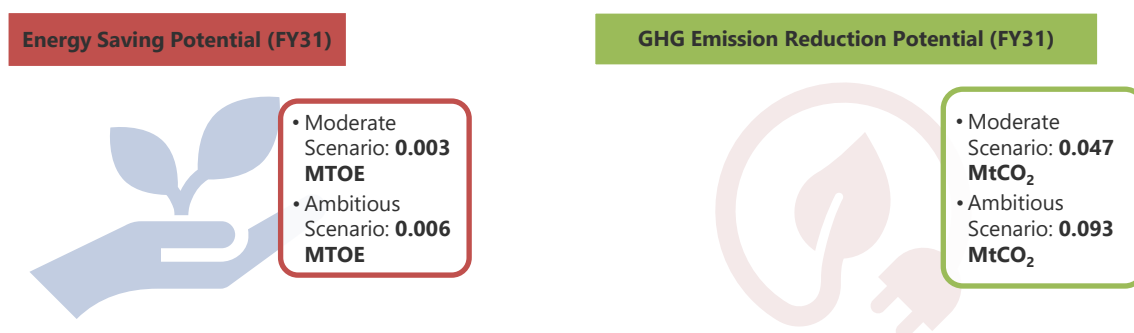 Energy Saving Potential (FY31)
• Moderate
Scenario: 0.003
MTOE
• Ambitious
Scenario: 0.006
MTOE
GHG Emission Reduction Potential (FY31)
• Moderate
Scenario: 0.047
MtCO₂
• Ambitious
Scenario: 0.093
MtCO₂